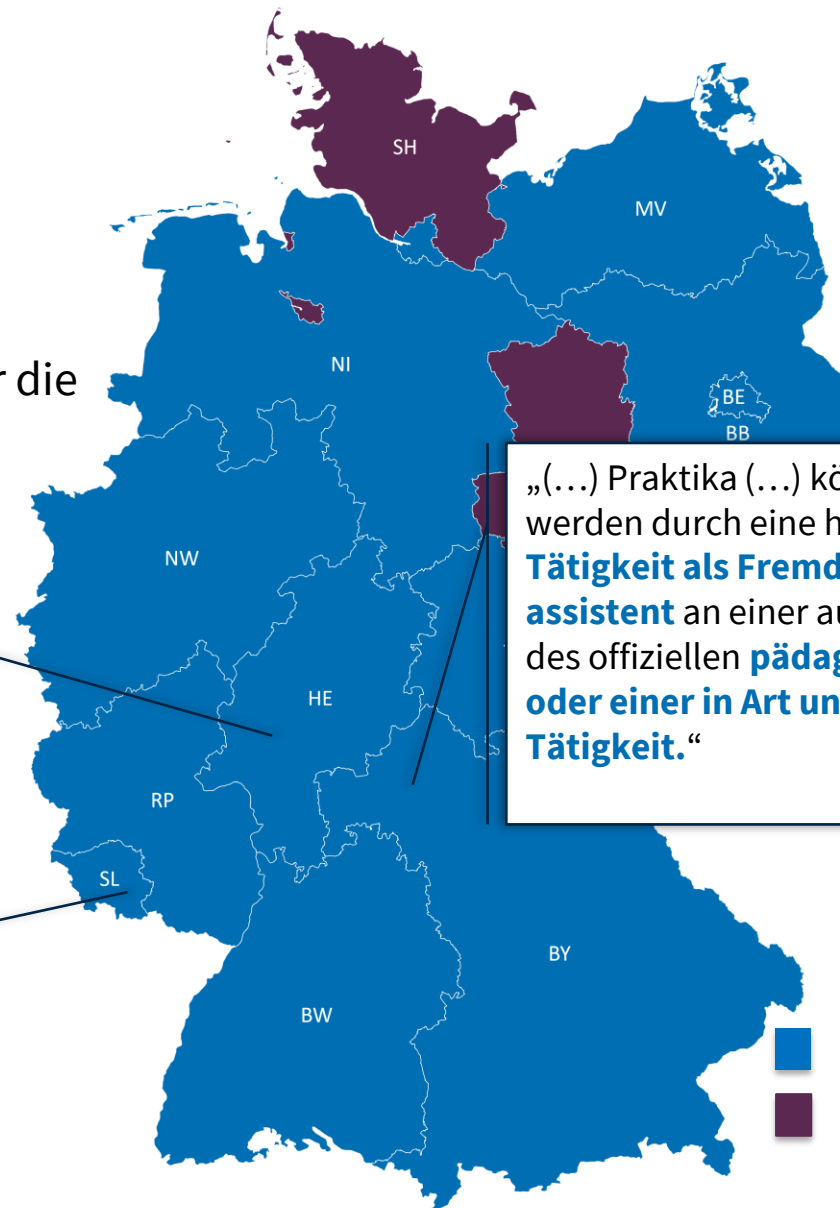 SH
MV
r die
NI
BE
BB
„(…) Praktika (…) kö
werden durch eine h
Tätigkeit als Fremd
assistent an einer au
des offiziellen pädag
oder einer in Art un
Tätigkeit.“
NW
HE
RP
SL
BY
BW